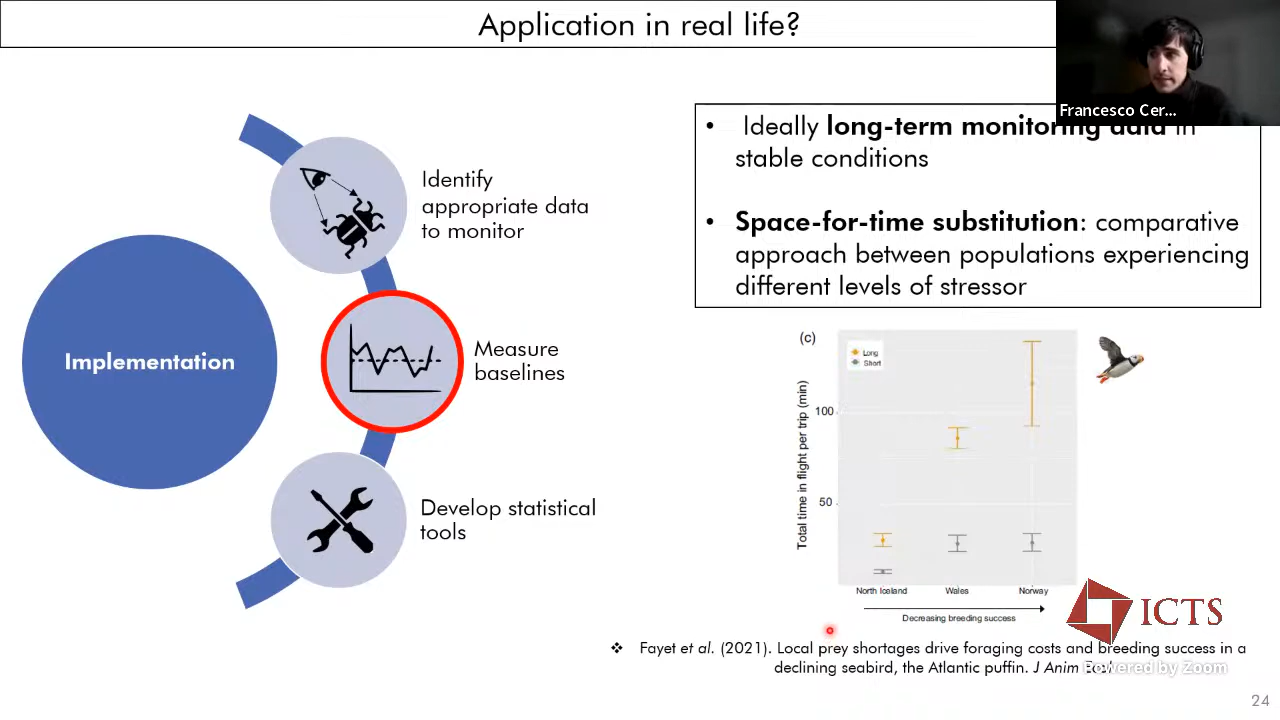 Application in real life?
Francesco Cer...
Identify
appropriate data
to monitor
Implementation
Measure
baselines
Develop statistical
tools
• Ideally long-term monitoring data in
stable conditions
• Space-for-time substitution: comparative
approach between populations experiencing
different levels of stressor
(c)
Long
Short
Total time in flight per trip (min)
100
50
North Iceland Wales Norway
Decreasing breeding success
ICTS
❖ Fayet et al. (2021). Local prey shortages drive foraging costs and breeding success in a
declining seabird, the Atlantic puffin. J Anim Ecol
Powered by Zoom
24